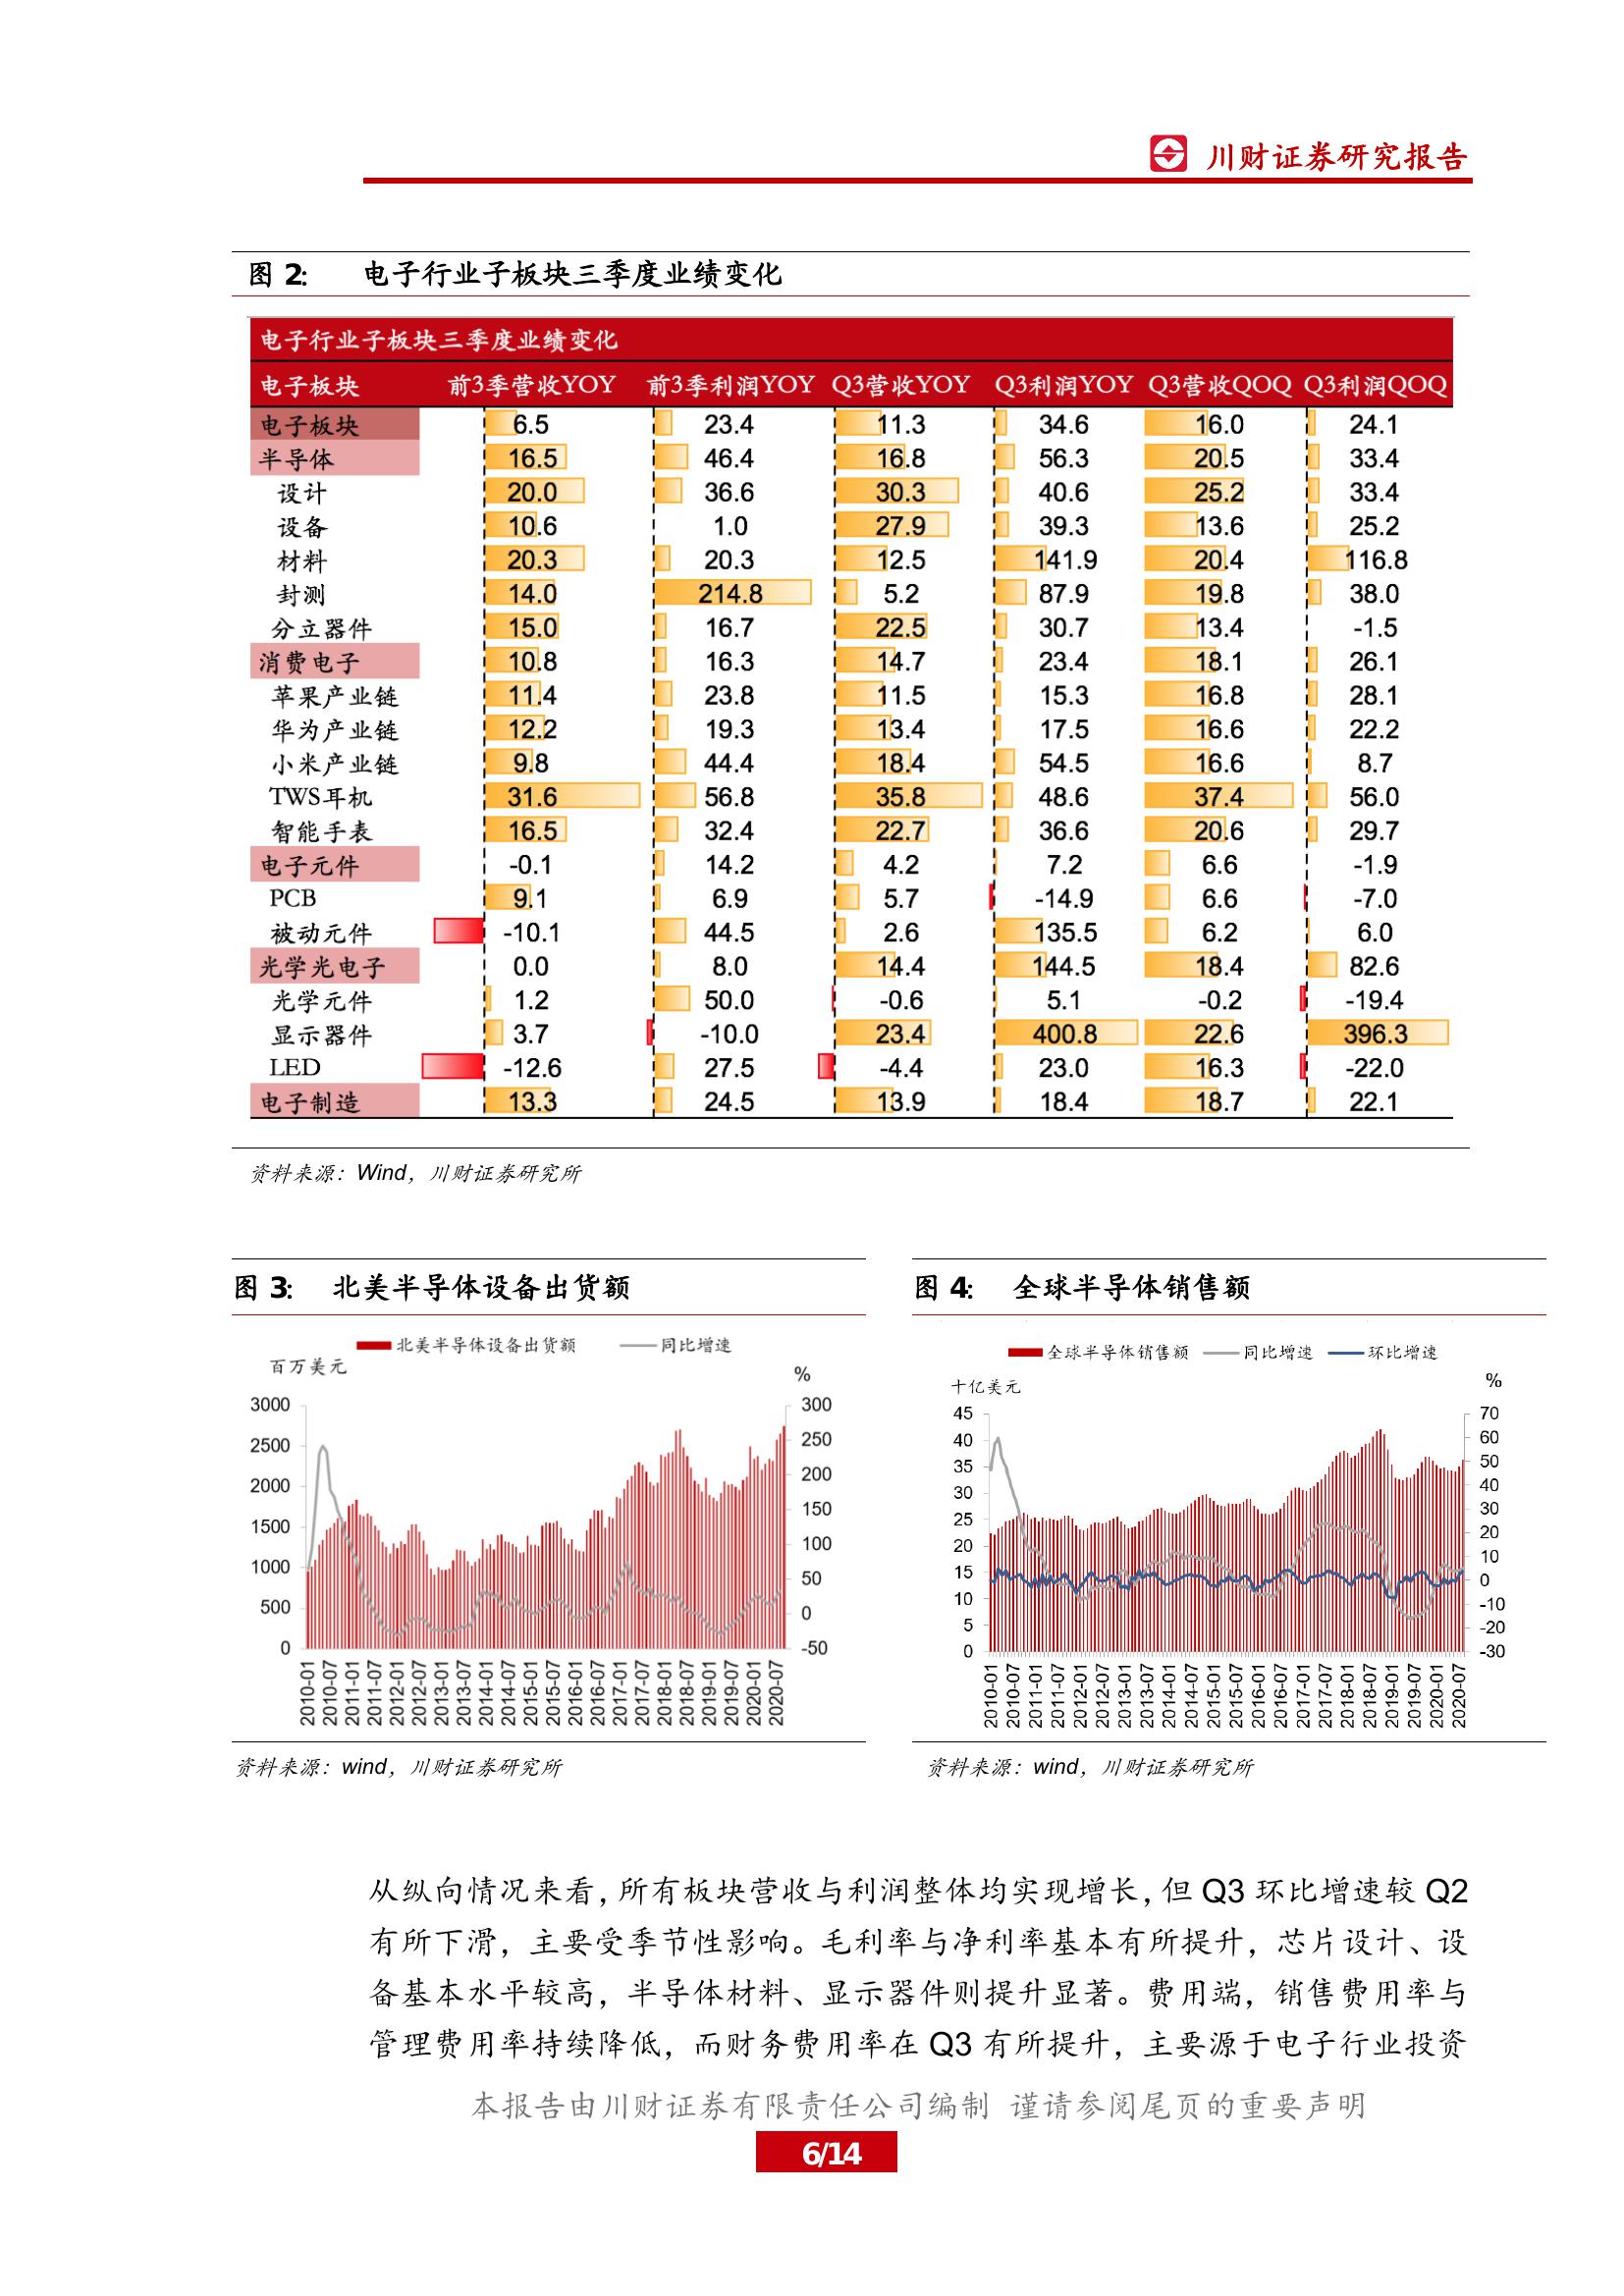 川财证券研究报告
图 2: 电子行业子板块三季度业绩变化
电子行业子板块三季度业绩变化
电子板块 前3季营收YOY 前3季利润YOY Q3营收YOY Q3利润YOY Q3营收QOQ Q3利润QOQ
电子板块 6.5 23.4 11.3 34.6 16.0 24.1
半导体 16.5 46.4 16.8 56.3 20.5 33.4
设计 20.0 36.6 30.3 40.6 25.2 33.4
设备 10.6 1.0 27.9 39.3 13.6 25.2
材料 20.3 20.3 12.5 141.9 20.4 116.8
封测 14.0 214.8 5.2 87.9 19.8 38.0
分立器件 15.0 16.7 22.5 30.7 13.4 -1.5
消费电子 10.8 16.3 14.7 23.4 18.1 26.1
苹果产业链 11.4 23.8 11.5 15.3 16.8 28.1
华为产业链 12.2 19.3 13.4 17.5 16.6 22.2
小米产业链 9.8 44.4 18.4 54.5 16.6 8.7
TWS耳机 31.6 56.8 35.8 48.6 37.4 56.0
智能手表 16.5 32.4 22.7 36.6 20.6 29.7
电子元件 -0.1 14.2 4.2 7.2 6.6 -1.9
PCB 9.1 6.9 5.7 -14.9 6.6 -7.0
被动元件 -10.1 44.5 2.6 135.5 6.2 6.0
光学光电子 0.0 8.0 14.4 144.5 18.4 82.6
光学元件 1.2 50.0 -0.6 5.1 -0.2 -19.4
显示器件 3.7 -10.0 23.4 400.8 22.6 396.3
LED -12.6 27.5 -4.4 23.0 16.3 -22.0
电子制造 13.3 24.5 13.9 18.4 18.7 22.1
资料来源：Wind，川财证券研究所
图 3: 北美半导体设备出货额
北美半导体设备出货额 同比增速
百万美元 %
3000 300
2500 250
2000 200
1500 150
1000 100
500 50
0 0
-50
2010-01 2010-07 2011-01 2011-07 2012-01 2012-07 2013-01 2013-07 2014-01 2014-07 2015-01 2015-07 2016-01 2016-07 2017-01 2017-07 2018-01 2018-07 2019-01 2019-07 2020-01 2020-07
资料来源：wind，川财证券研究所
图 4: 全球半导体销售额
全球半导体销售额 同比增速 环比增速
十亿美元 %
45 70
40 60
35 50
30 40
25 30
20 20
15 10
10 0
5 -10
0 -20
-30
2010-01 2010-07 2011-01 2011-07 2012-01 2012-07 2013-01 2013-07 2014-01 2014-07 2015-01 2015-07 2016-01 2016-07 2017-01 2017-07 2018-01 2018-07 2019-01 2019-07 2020-01 2020-07
资料来源：wind，川财证券研究所
从纵向情况来看，所有板块营收与利润整体均实现增长，但 Q3 环比增速较 Q2
有所下滑，主要受季节性影响。毛利率与净利率基本有所提升，芯片设计、设
备基本水平较高，半导体材料、显示器件则提升显著。费用端，销售费用率与
管理费用率持续降低，而财务费用率在 Q3 有所提升，主要源于电子行业投资
本报告由川财证券有限责任公司编制 谨请参阅尾页的重要声明
6/14